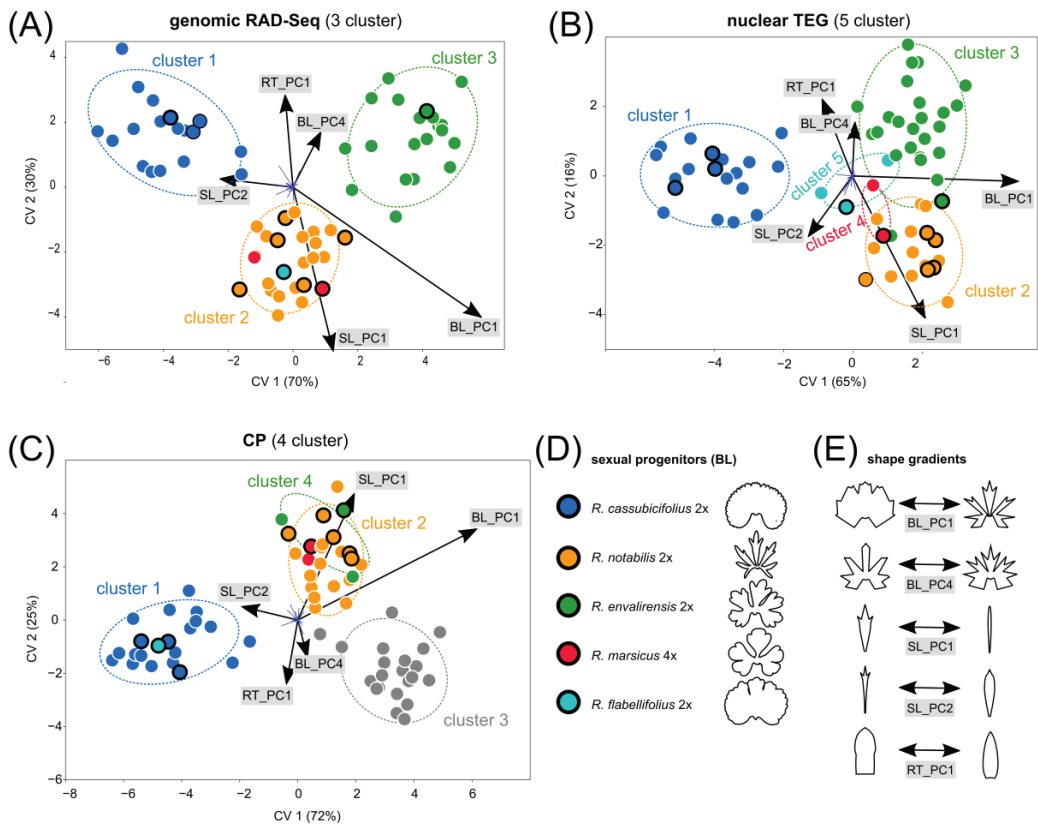 (A)
genomic RAD-Seq (3 cluster)
cluster 1
cluster 3
cluster 2
RT_PC1
BL_PC4
SL_PC2
BL_PC1
SL_PC1
4
2
0
−2
−4
CV 2 (30%)
−6
−4
−2
0
2
4
CV 1 (70%)
(B)
nuclear TEG (5 cluster)
cluster 3
cluster 1
cluster 5
cluster 4
cluster 2
RT_PC1
BL_PC4
BL_PC1
SL_PC2
SL_PC1
4
2
0
−2
−4
CV 2 (16%)
−4
−2
0
2
4
CV 1 (65%)
(C)
CP (4 cluster)
cluster 4
cluster 2
cluster 1
cluster 3
SL_PC1
BL_PC1
SL_PC2
BL_PC4
RT_PC1
4
2
0
−2
−4
−6
CV 2 (25%)
−8
−6
−4
−2
0
2
4
6
8
CV 1 (72%)
(D)
sexual progenitors (BL)
R. cassubicifolius 2x
R. notabilis 2x
R. envalirensis 2x
R. marsicus 4x
R. flabellifolius 2x
(E)
shape gradients
BL_PC1
BL_PC4
SL_PC1
SL_PC2
RT_PC1